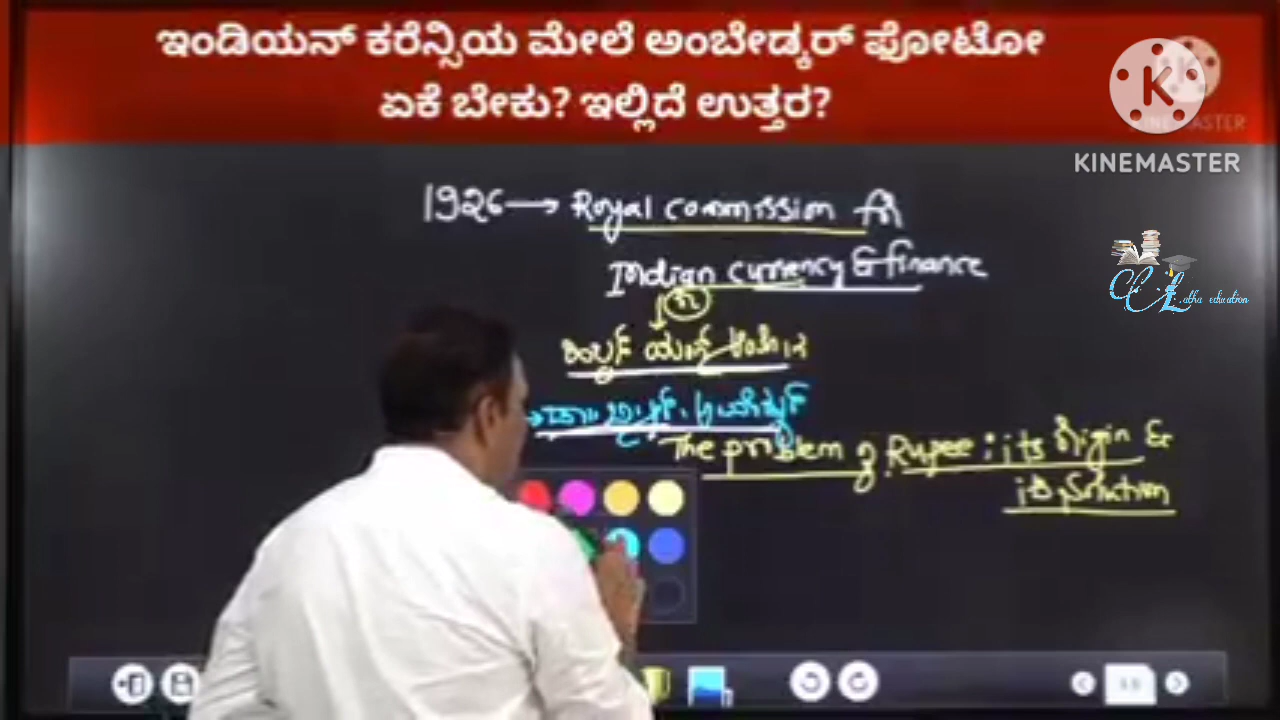 ಇಂಡಿಯನ್ ಕರೆನ್ಸಿಯ ಮೇಲೆ ಅಂಬೇಡ್ಕರ್ ಫೋಟೋ
ಏಕೆ ಬೇಕು? ಇಲ್ಲಿದೆ ಉತ್ತರ?
K
KINEMASTER
1926 → Royal commission
Indian currency & finance
ಯಂಗ್
The problem of Rupee : its Origin &
its Solution
education